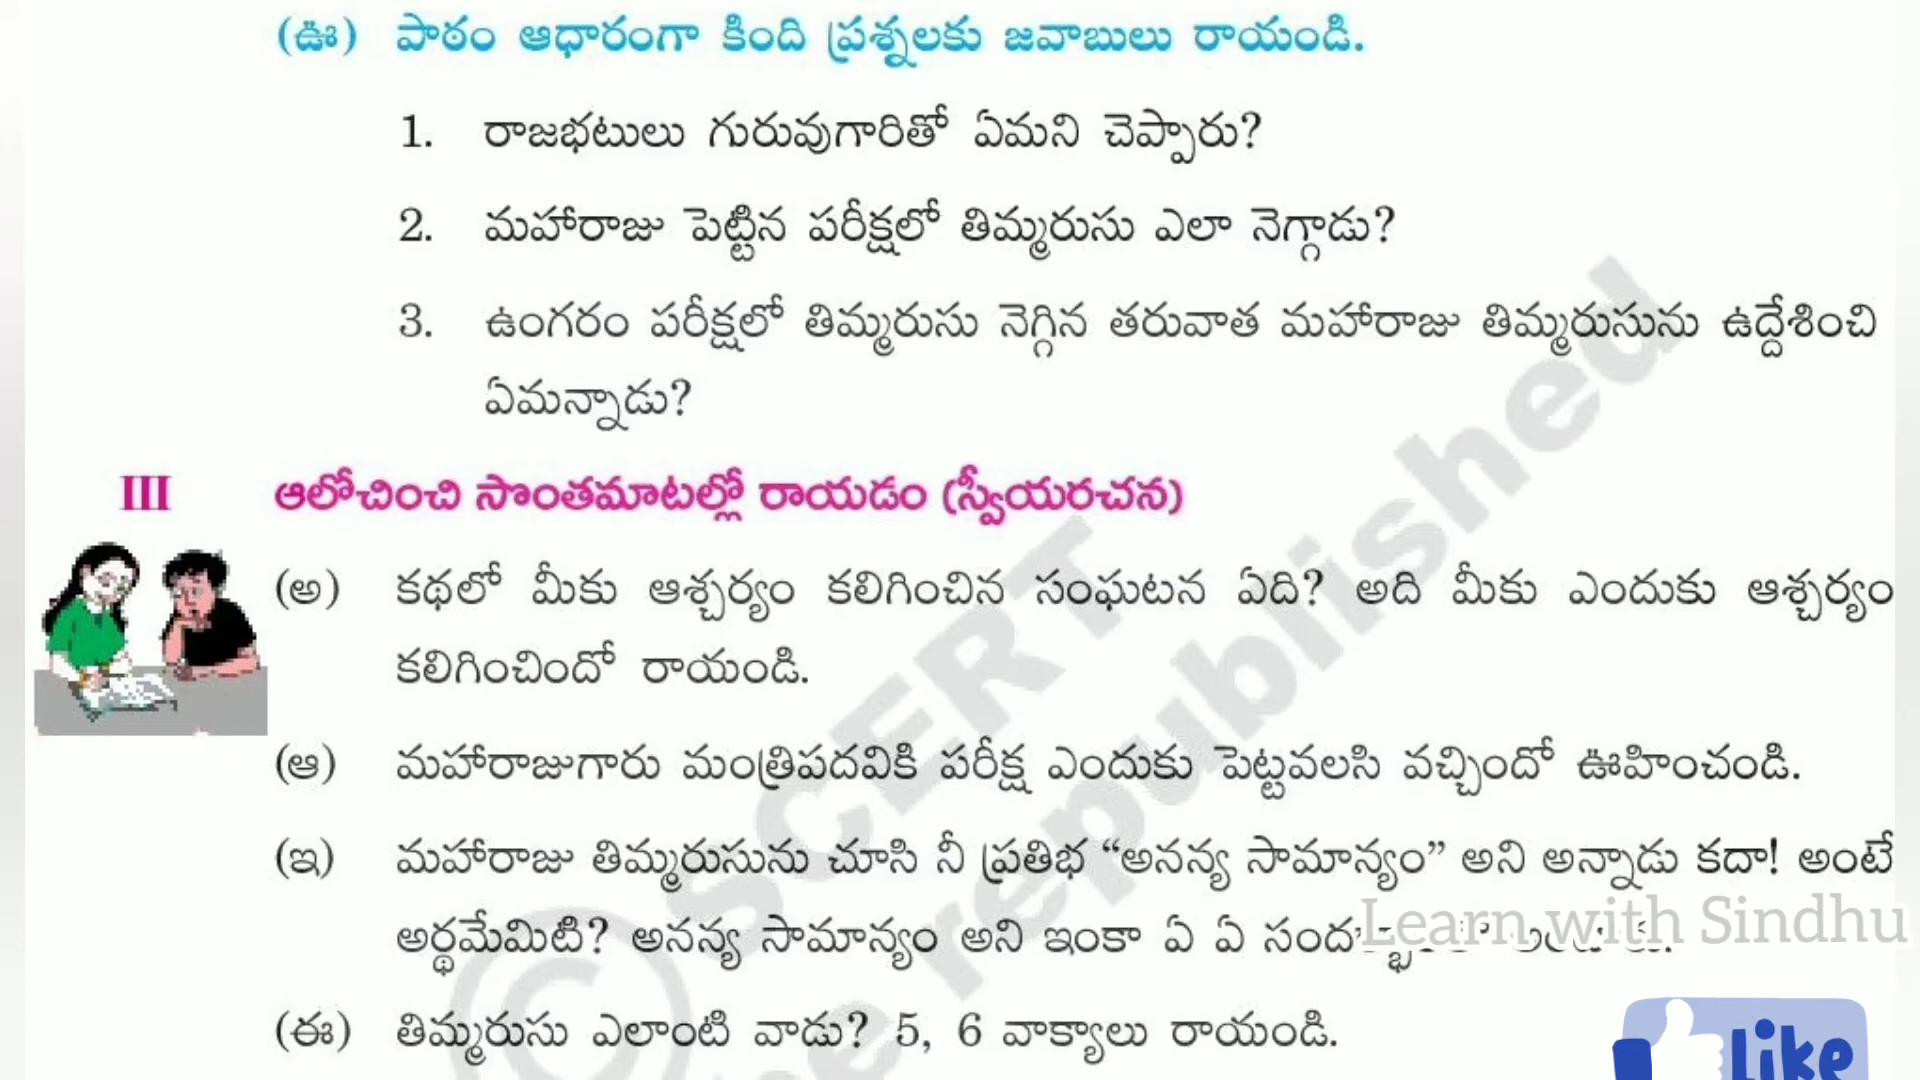 (ఊ) పాఠం ఆధారంగా కింది ప్రశ్నలకు జవాబులు రాయండి.
1. రాజభటులు గురువుగారితో ఏమని చెప్పారు?
2. మహారాజు పెట్టిన పరీక్షలో తిమ్మరుసు ఎలా నెగ్గాడు?
3. ఉంగరం పరీక్షలో తిమ్మరుసు నెగ్గిన తరువాత మహారాజు తిమ్మరుసును ఉద్దేశించి
ఏమన్నాడు?
III ఆలోచించి సొంతమాటల్లో రాయడం (స్వీయరచన)
(అ) కథలో మీకు ఆశ్చర్యం కలిగించిన సంఘటన ఏది? అది మీకు ఎందుకు ఆశ్చర్యం
కలిగించిందో రాయండి.
(ఆ) మహారాజుగారు మంత్రిపదవికి పరీక్ష ఎందుకు పెట్టవలసి వచ్చిందో ఊహించండి.
(ఇ) మహారాజు తిమ్మరుసును చూసి నీ ప్రతిభ “అనన్య సామాన్యం” అని అన్నాడు కదా! అంటే
అర్థమేమిటి? అనన్య సామాన్యం అని ఇంకా ఏ ఏ
Learn with Sindhu
(ఈ) తిమ్మరుసు ఎలాంటి వాడు? 5, 6 వాక్యాలు రాయండి.
like
© SCERT
republished